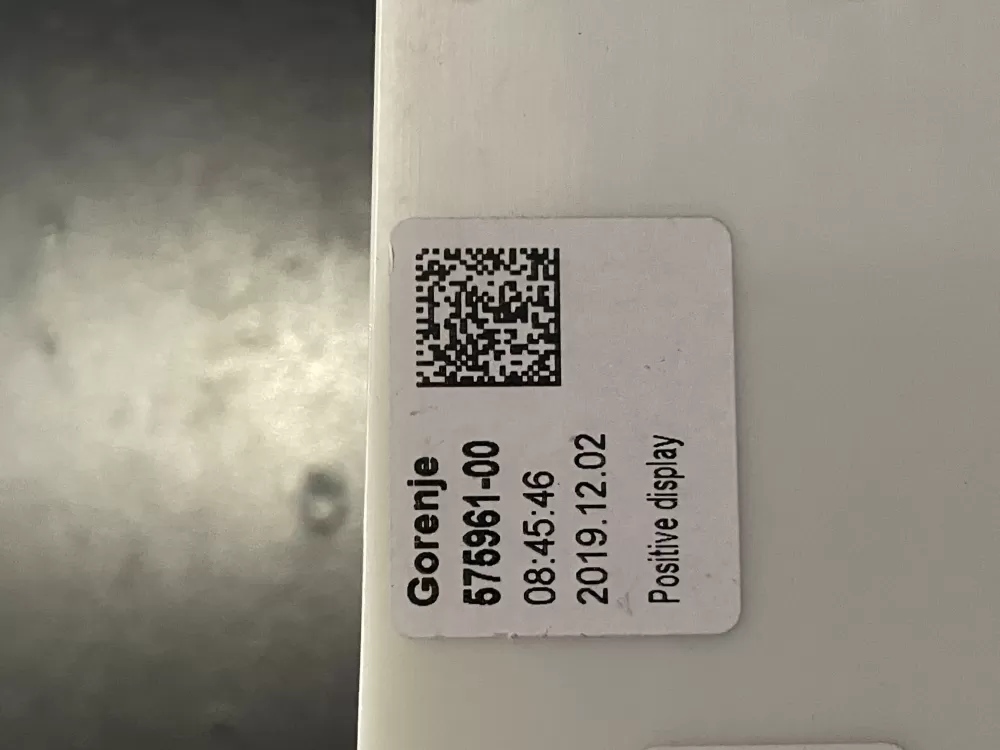 Gorenje
575961-00
08:45:46
2019.12.02
Positive display